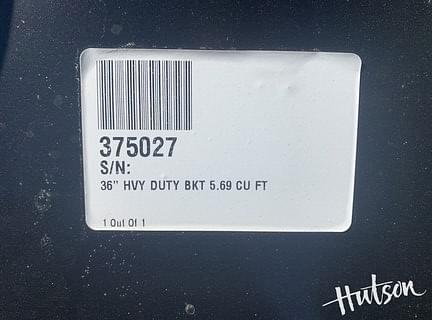 375027
S/N:
36" HVY DUTY BKT 5.69 CU FT
1 Out Of 1
Hutson